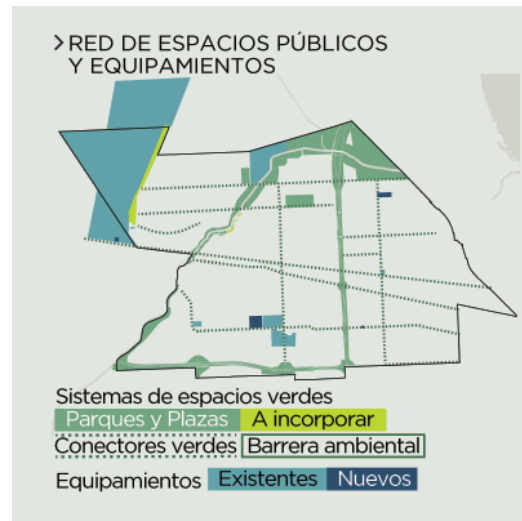 > RED DE ESPACIOS PÚBLICOS
Y EQUIPAMIENTOS
Sistemas de espacios verdes
Parques y Plazas A incorporar
Conectores verdes Barrera ambiental
Equipamientos Existentes Nuevos